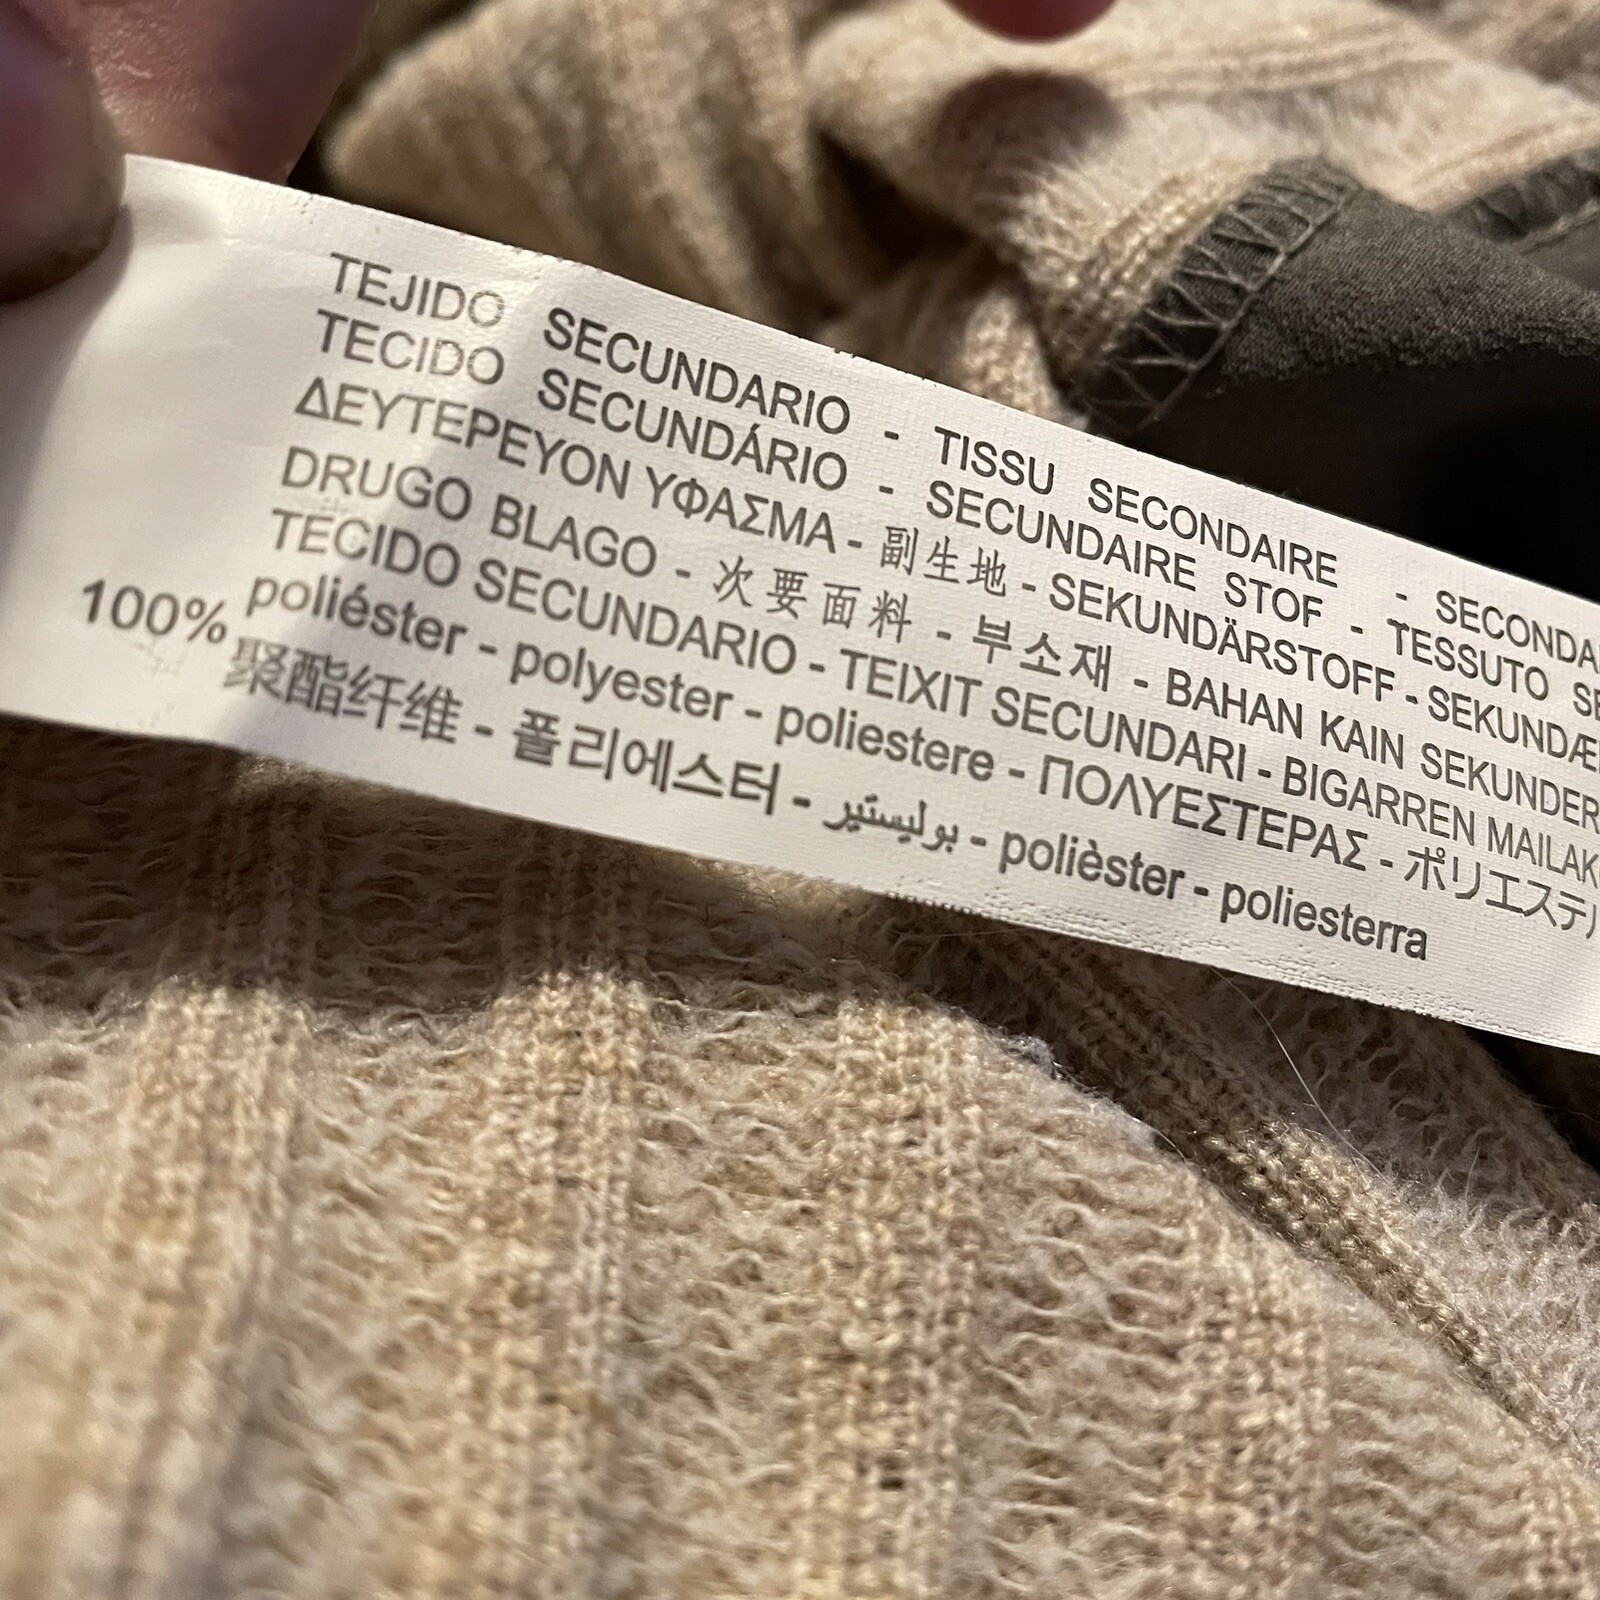 TEJIDO SECUNDARIO - TISSU SECONDAIRE - SECONDA
TECIDO SECUNDÁRIO - SECUNDAIRE STOF - TESSUTO SE
ΔΕΥΤΕΡΕΥΟΝ ΥΦΑΣΜΑ - 副生地 - SEKUNDÄRSTOFF - SEKUNDÆ
DRUGO BLAGO - 次要面料 - 부소재 - BAHAN KAIN SEKUNDER
TECIDO SECUNDARIO - TEIXIT SECUNDARI - BIGARREN MAILAK
100% poliéster - polyester - poliestere - ΠΟΛΥΕΣΤΕΡΑΣ - ポリエステ
聚酯纤维 - 폴리에스터 - بوليستير - polièster - poliesterra